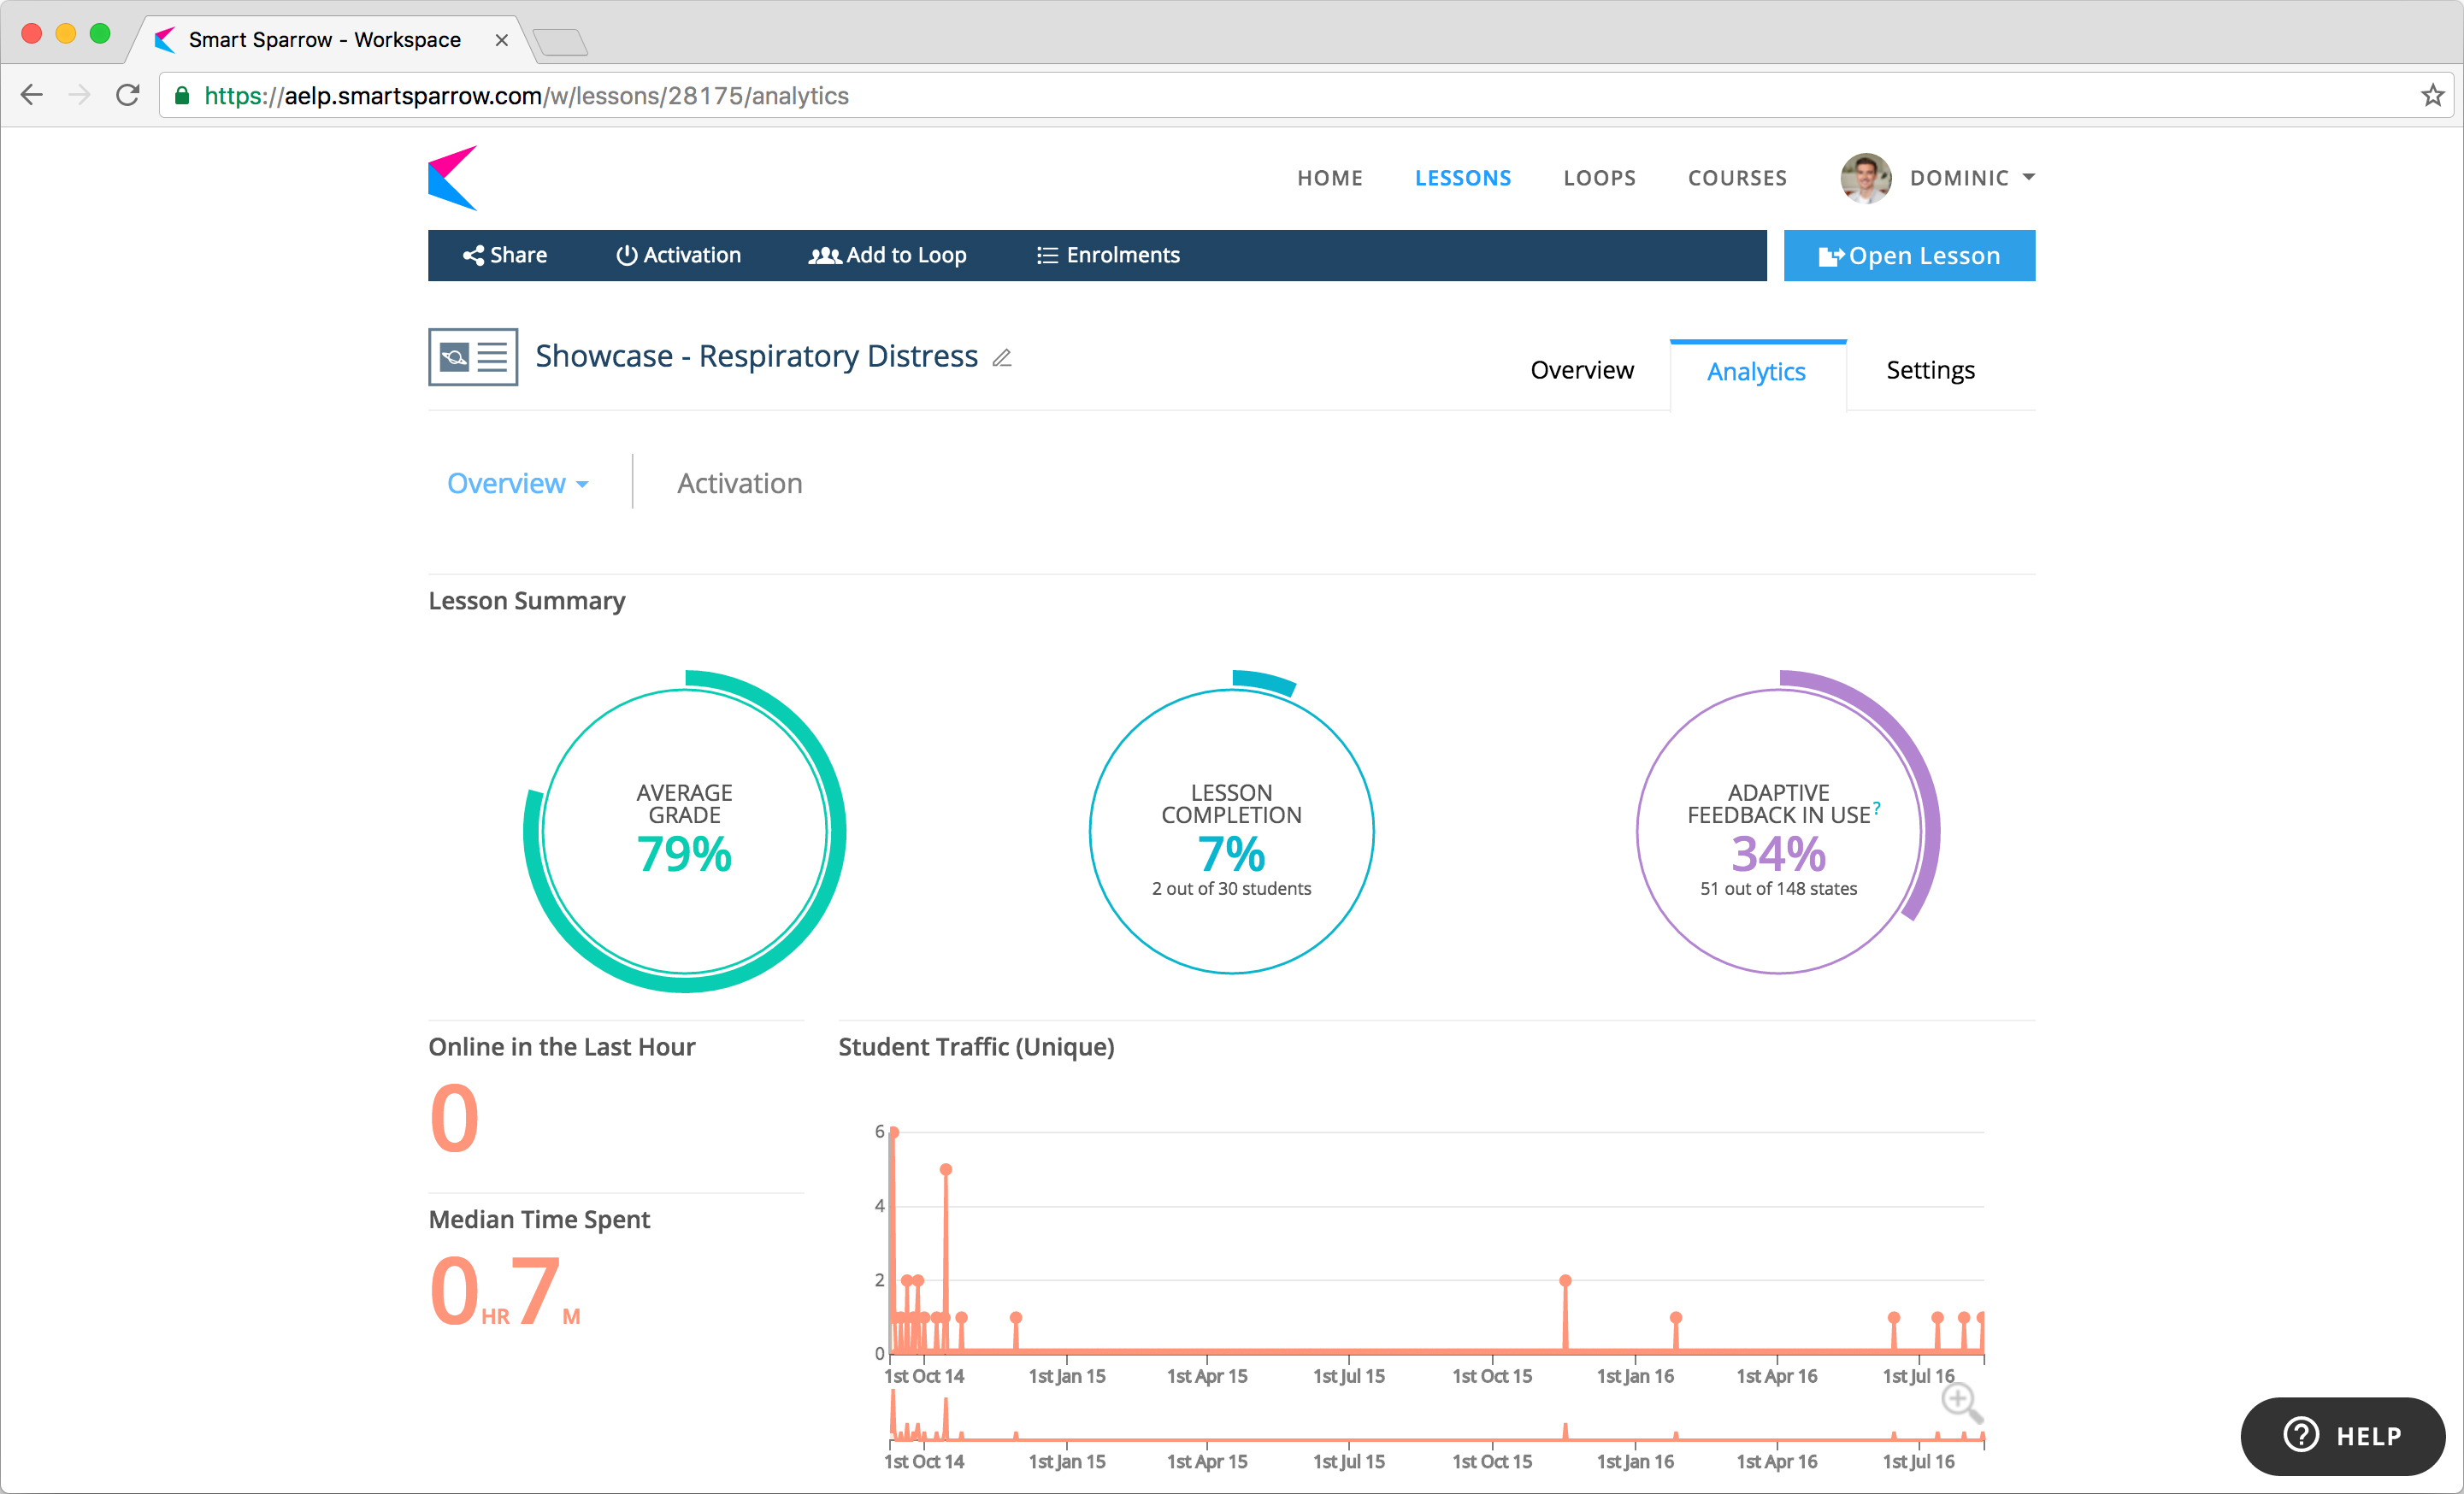 Smart Sparrow - Workspace
https://aelp.smartsparrow.com/w/lessons/28175/analytics
HOME LESSONS LOOPS COURSES DOMINIC
Share Activation Add to Loop Enrolments Open Lesson
Showcase - Respiratory Distress
Overview Analytics Settings
Overview Activation
Lesson Summary
AVERAGE
GRADE
79%
LESSON
COMPLETION
7%
2 out of 30 students
ADAPTIVE
FEEDBACK IN USE?
34%
51 out of 148 states
Online in the Last Hour
0
Median Time Spent
0 HR 7 M
Student Traffic (Unique)
6
4
2
0
1st Oct 14 1st Jan 15 1st Apr 15 1st Jul 15 1st Oct 15 1st Jan 16 1st Apr 16 1st Jul 16
1st Oct 14 1st Jan 15 1st Apr 15 1st Jul 15 1st Oct 15 1st Jan 16 1st Apr 16 1st Jul 16
? HELP